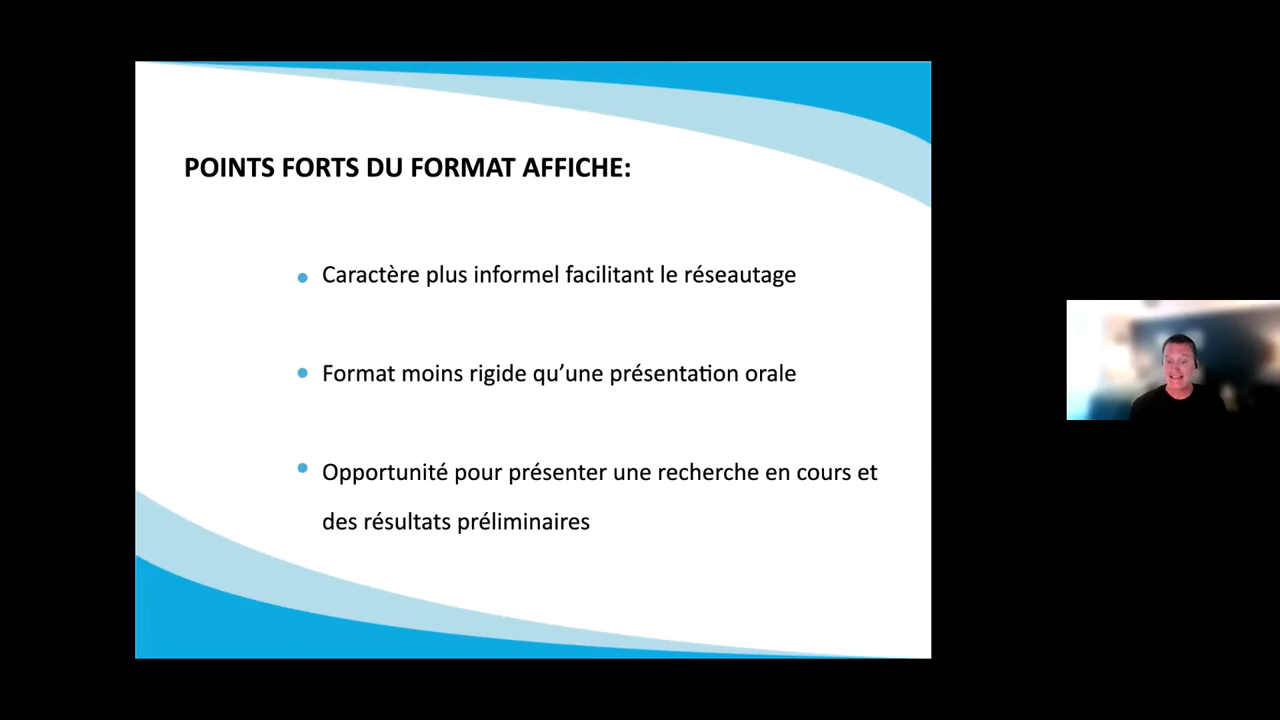 POINTS FORTS DU FORMAT AFFICHE:
Caractère plus informel facilitant le réseautage
Format moins rigide qu’une présentation orale
Opportunité pour présenter une recherche en cours et
des résultats préliminaires